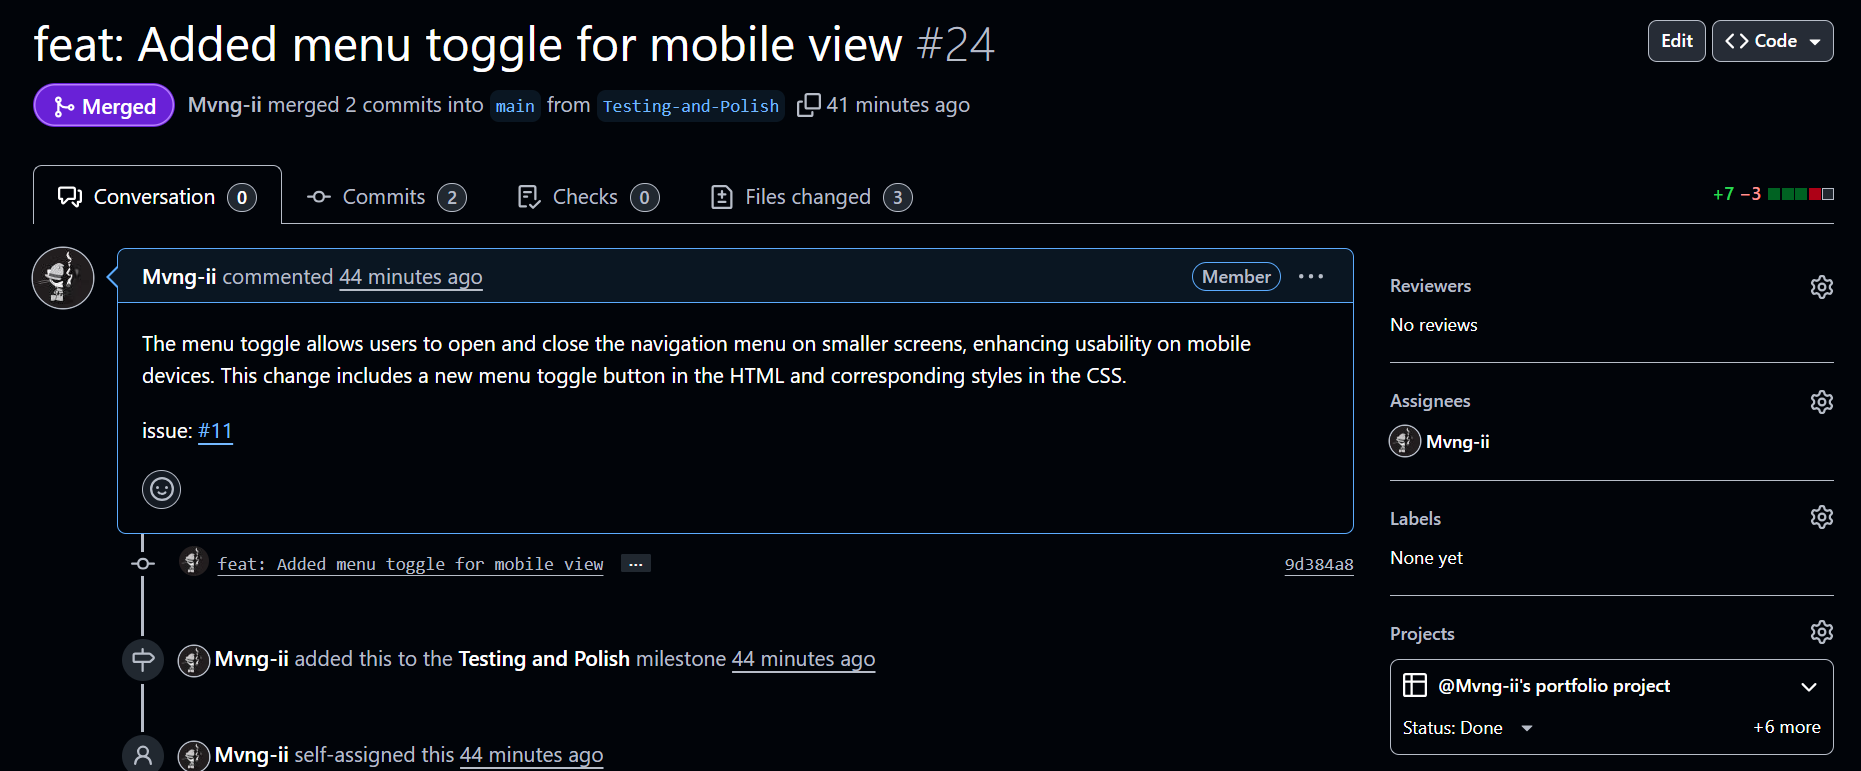 feat: Added menu toggle for mobile view #24
Edit
Code
Merged
Mvng-ii merged 2 commits into main from Testing-and-Polish 41 minutes ago
Conversation 0
Commits 2
Checks 0
Files changed 3
+7 −3
Mvng-ii commented 44 minutes ago
Member
The menu toggle allows users to open and close the navigation menu on smaller screens, enhancing usability on mobile
devices. This change includes a new menu toggle button in the HTML and corresponding styles in the CSS.
issue: #11
feat: Added menu toggle for mobile view ...
9d384a8
Mvng-ii added this to the Testing and Polish milestone 44 minutes ago
Mvng-ii self-assigned this 44 minutes ago
Reviewers
No reviews
Assignees
Mvng-ii
Labels
None yet
Projects
@Mvng-ii's portfolio project
Status: Done
+6 more